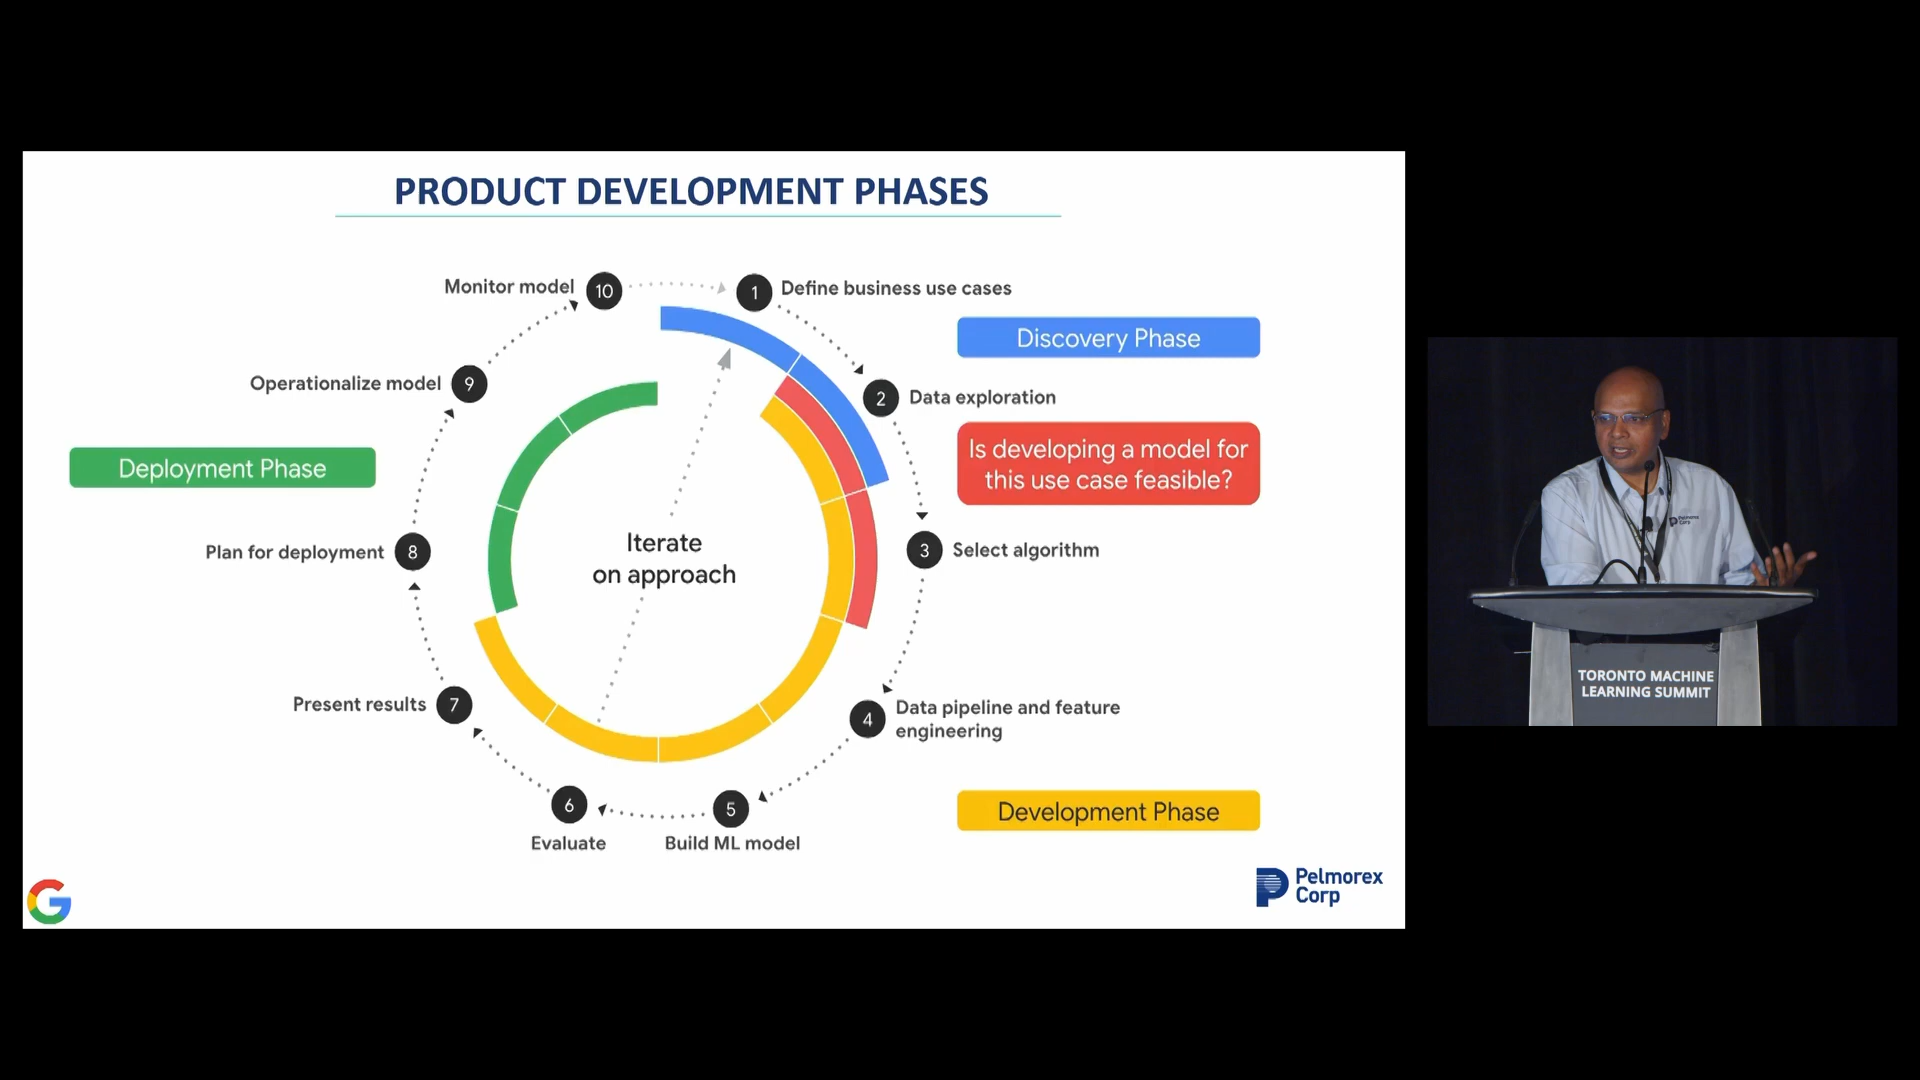 PRODUCT DEVELOPMENT PHASES
Monitor model
10
1
Define business use cases
Discovery Phase
Operationalize model
9
2
Data exploration
Is developing a model for
this use case feasible?
Deployment Phase
Iterate
on approach
Plan for deployment
8
3
Select algorithm
Present results
7
4
Data pipeline and feature
engineering
Development Phase
6
5
Evaluate
Build ML model
G
Pelmorex
Corp
Pelmorex
Corp
TORONTO MACHINE
LEARNING SUMMIT